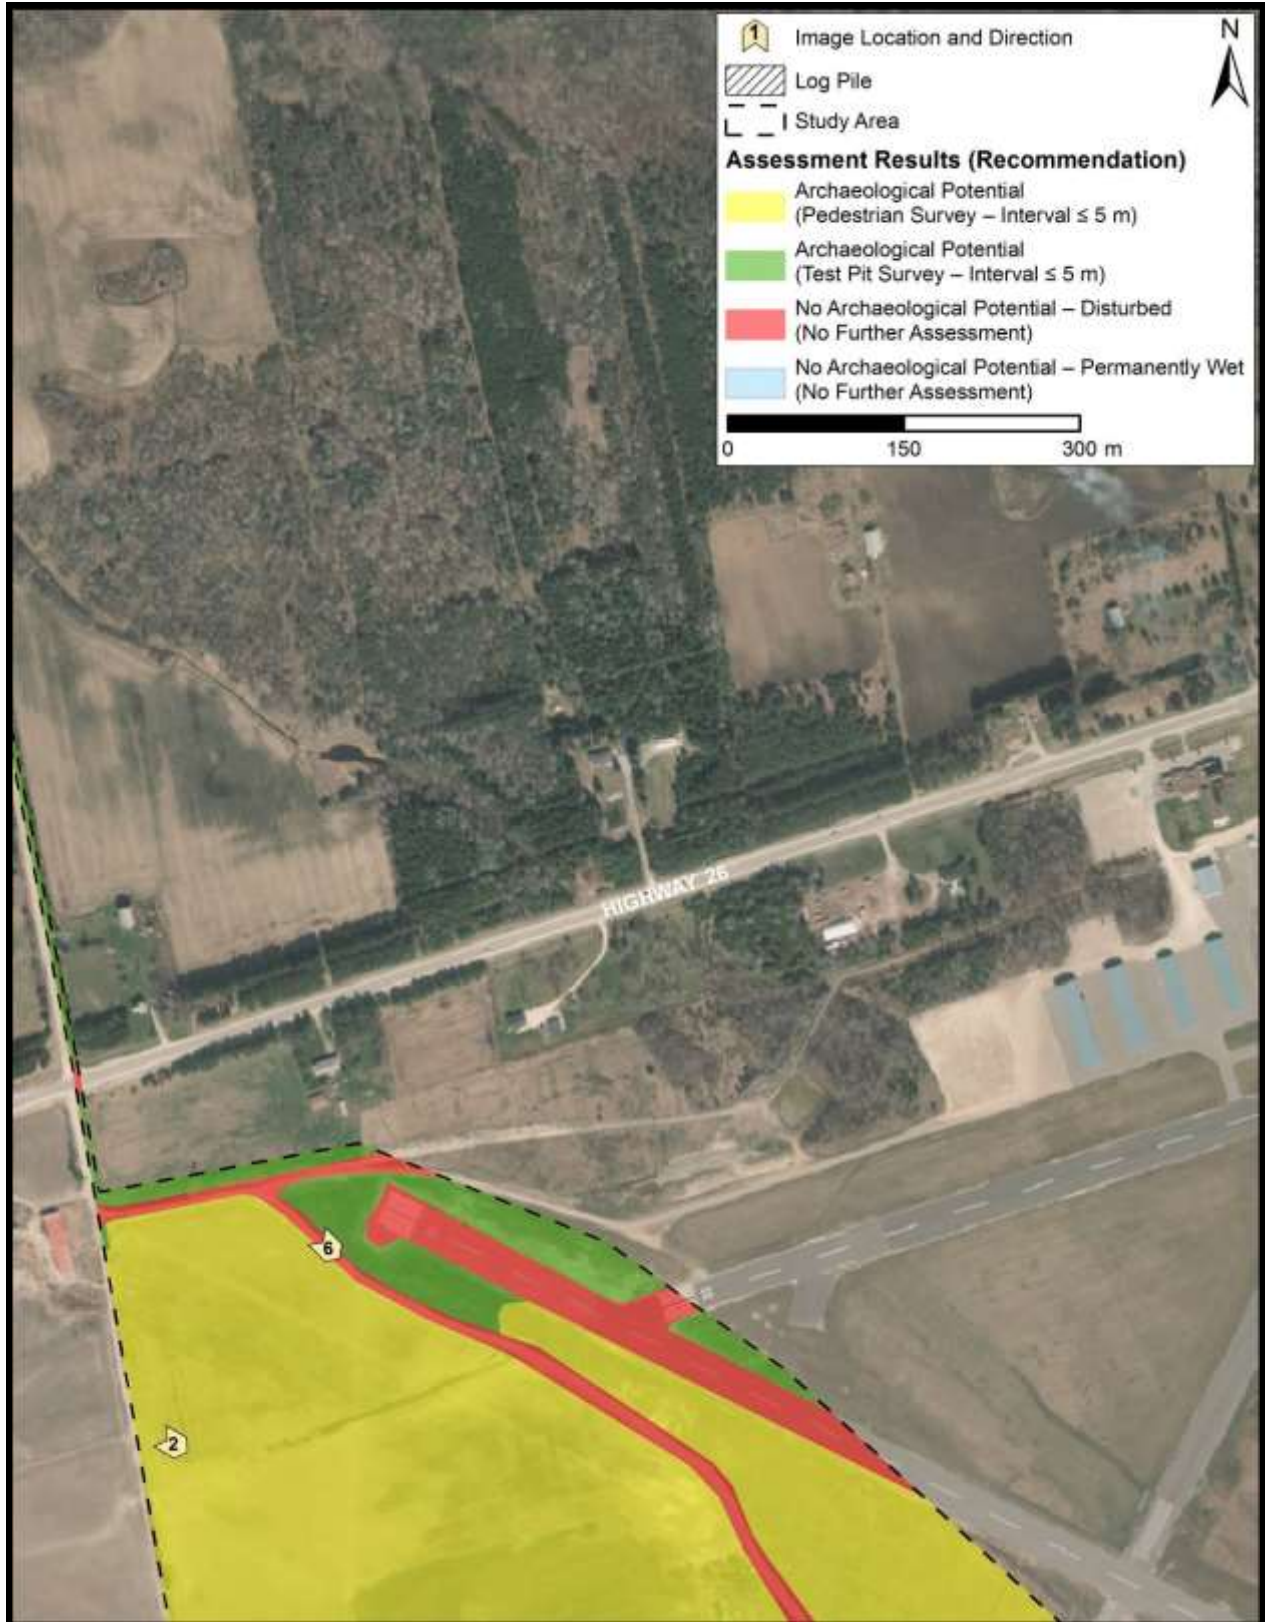 N
1 Image Location and Direction
Log Pile
Study Area
Assessment Results (Recommendation)
Archaeological Potential
(Pedestrian Survey – Interval ≤ 5 m)
Archaeological Potential
(Test Pit Survey – Interval ≤ 5 m)
No Archaeological Potential – Disturbed
(No Further Assessment)
No Archaeological Potential – Permanently Wet
(No Further Assessment)
0 150 300 m
HIGHWAY 26
6
2